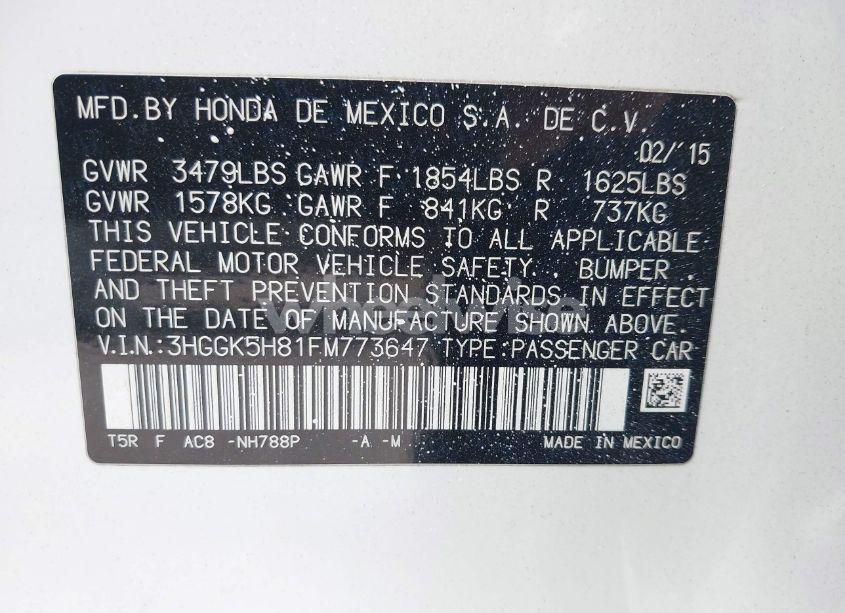 MFD.BY HONDA DE MEXICO S.A. DE C.V.
02/'15
GVWR 3479LBS GAWR F 1854LBS R 1625LBS
GVWR 1578KG GAWR F 841KG R 737KG
THIS VEHICLE CONFORMS TO ALL APPLICABLE
FEDERAL MOTOR VEHICLE SAFETY, BUMPER,
AND THEFT PREVENTION STANDARDS IN EFFECT
ON THE DATE OF MANUFACTURE SHOWN ABOVE.
V.I.N.:3HGGK5H81FM773647 TYPE:PASSENGER CAR
T5R F AC8 -NH788P -A -M MADE IN MEXICO